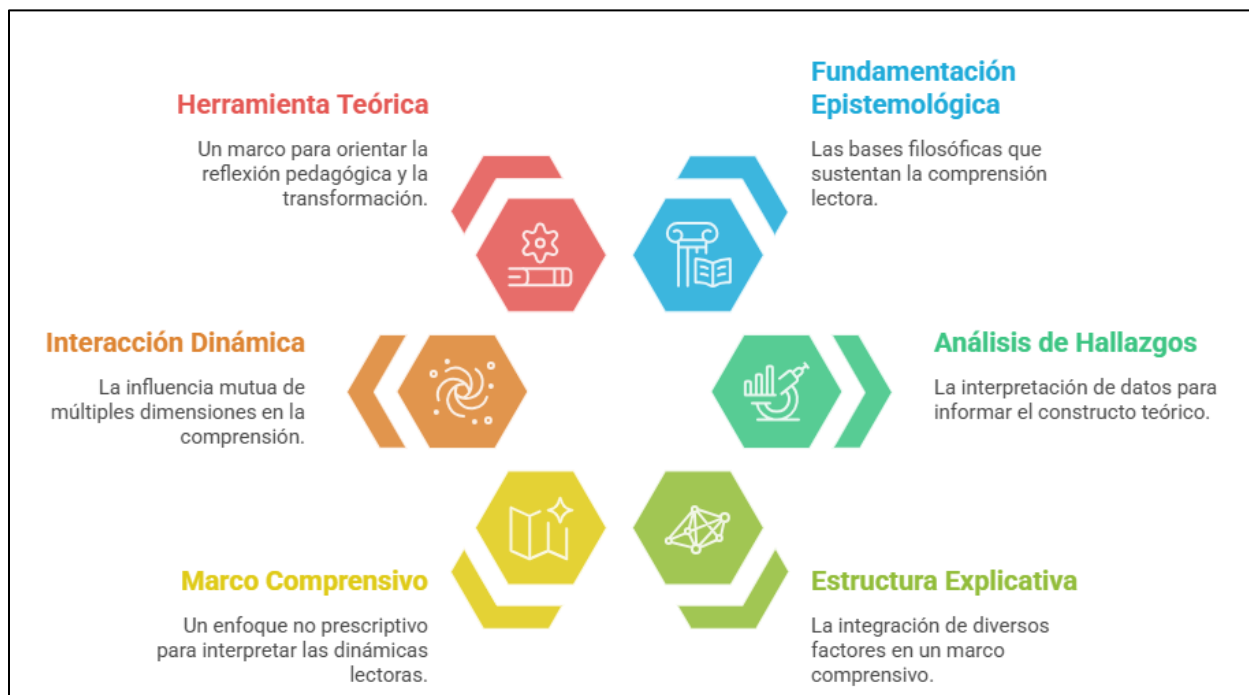 Herramienta Teórica
Un marco para orientar la
reflexión pedagógica y la
transformación.
Fundamentación
Epistemológica
Las bases filosóficas que
sustentan la comprensión
lectora.
Interacción Dinámica
La influencia mutua de
múltiples dimensiones en la
comprensión.
Análisis de Hallazgos
La interpretación de datos para
informar el constructo teórico.
Marco Comprensivo
Un enfoque no prescriptivo
para interpretar las dinámicas
lectoras.
Estructura Explicativa
La integración de diversos
factores en un marco
comprensivo.